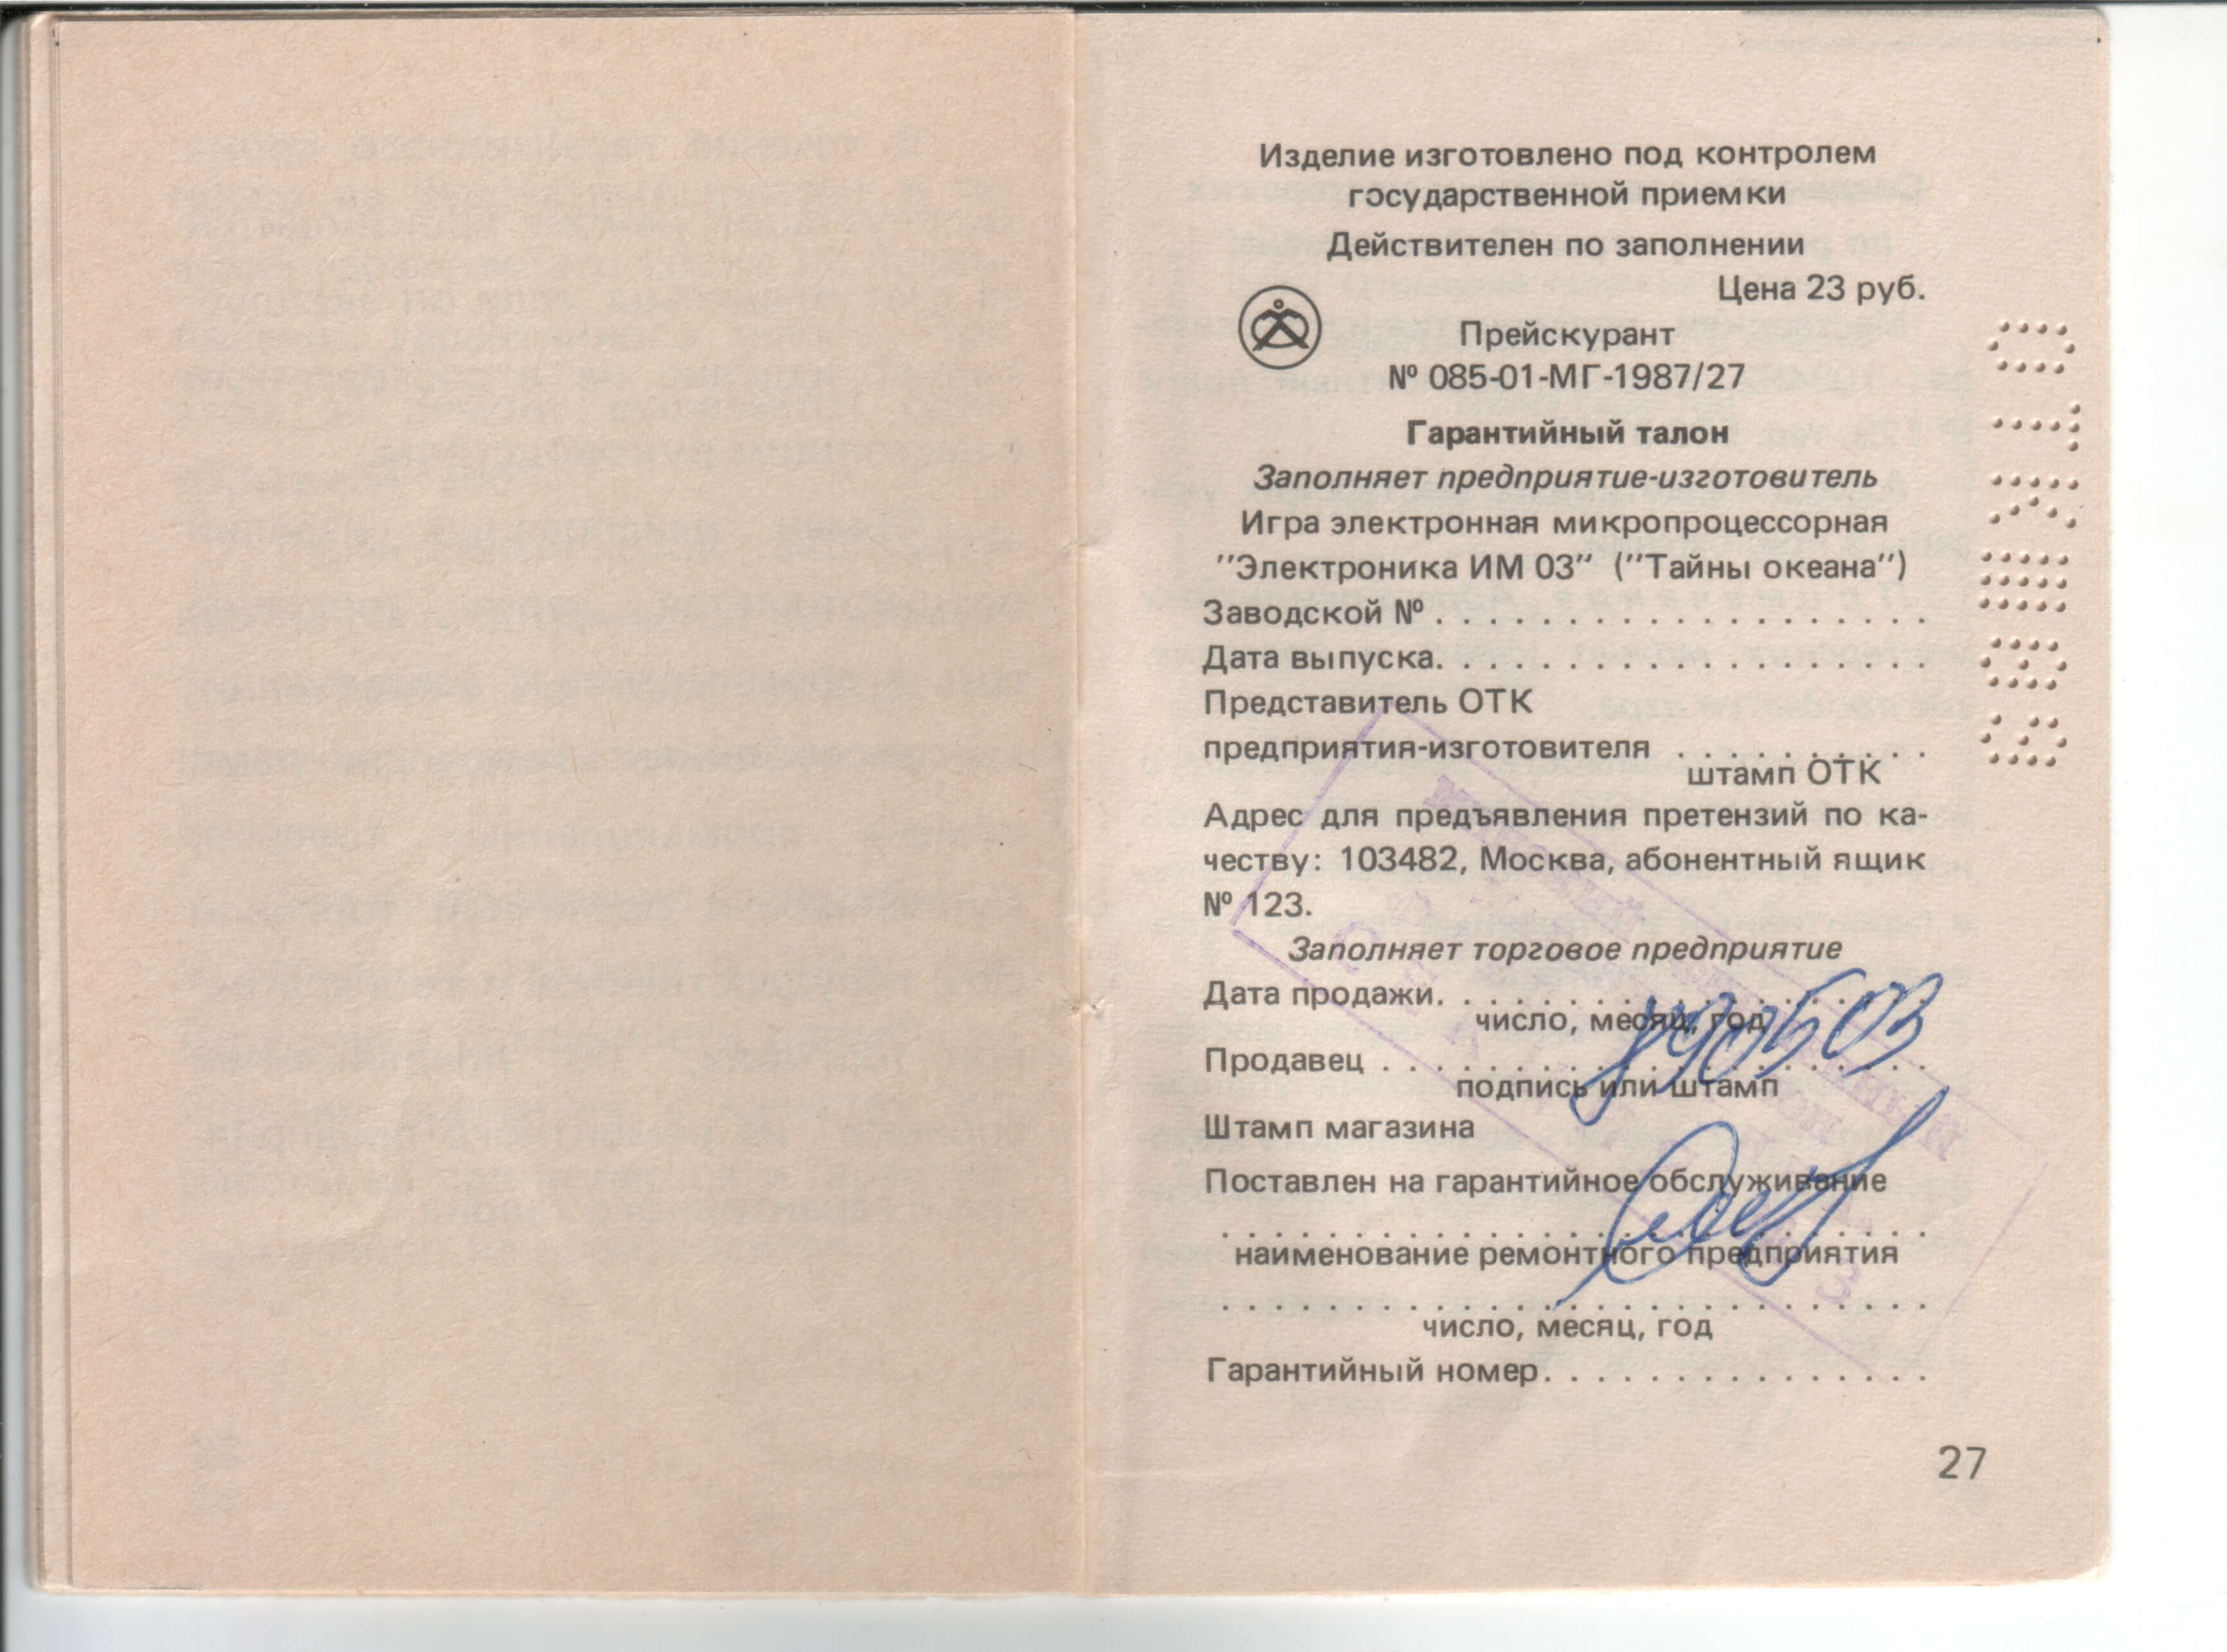 Изделие изготовлено под контролем
государственной приемки
Действителен по заполнении
Цена 23 руб.
Прейскурант
№ 085-01-МГ-1987/27
Гарантийный талон
Заполняет предприятие-изготовитель
Игра электронная микропроцессорная
"Электроника ИМ 03" ("Тайны океана")
Заводской № . . . . . . . . . . . . . . . . . . .
Дата выпуска. . . . . . . . . . . . . . . . . . .
Представитель ОТК
предприятия-изготовителя . . . . . . . . . .
штамп ОТК
Адрес для предъявления претензий по ка-
честву: 103482, Москва, абонентный ящик
№ 123.
Заполняет торговое предприятие
Дата продажи. . . . . . . . . . . . . . . . . . .
число, месяц, год
Продавец . . . . . . . . . . . . . . . . . . . . .
подпись или штамп
Штамп магазина
Поставлен на гарантийное обслуживание
. . . . . . . . . . . . . . . . . . . . . . . . . . .
наименование ремонтного предприятия
. . . . . . . . . . . . . . . . . . . . . . . . . . .
число, месяц, год
Гарантийный номер. . . . . . . . . . . . . . .
27